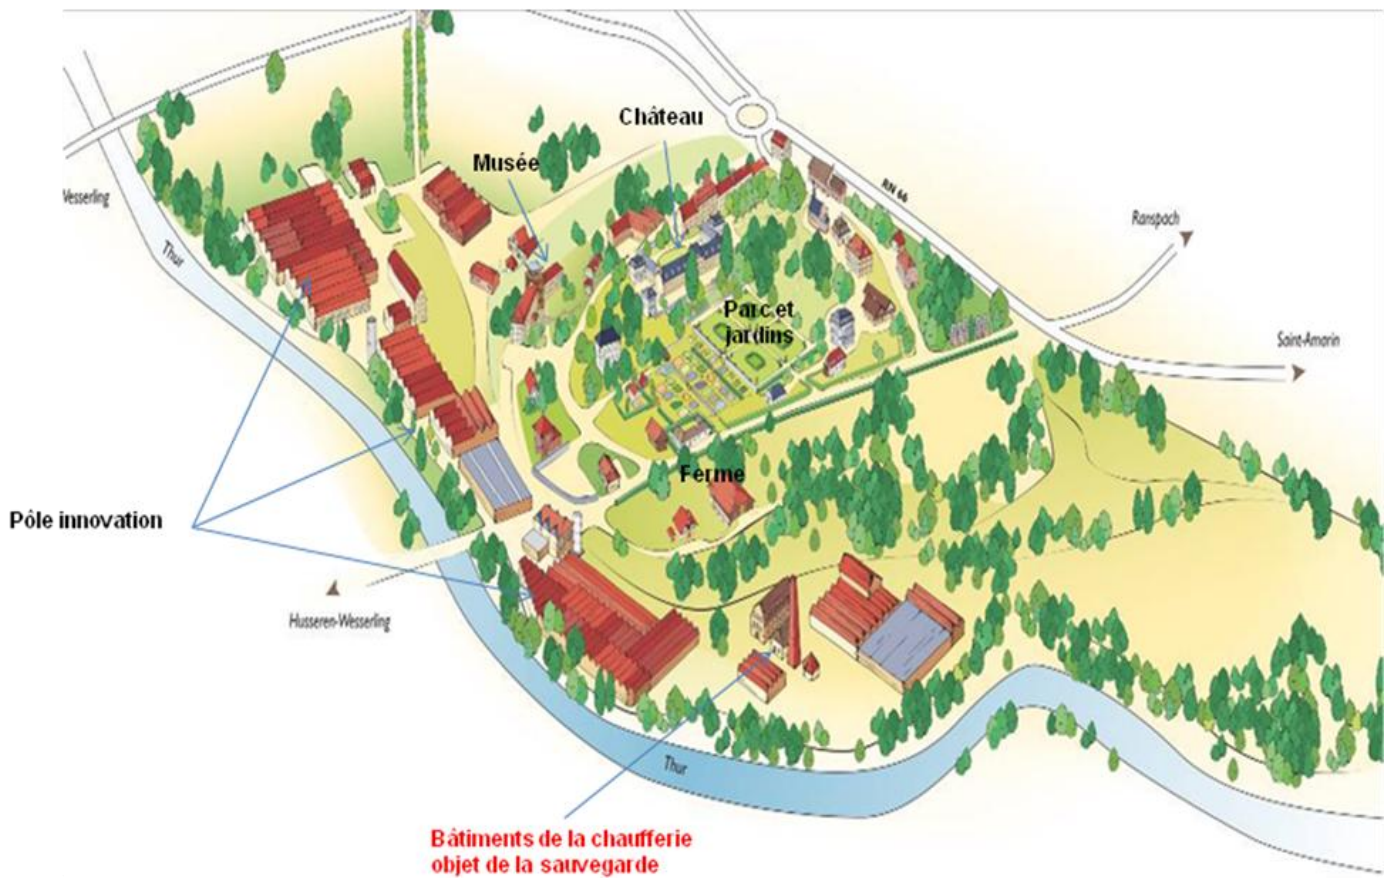 Château
Musée
RN 66
Wesserling
Thur
Ranspach
Parc et
jardins
Saint-Amarin
Ferme
Pôle innovation
Husseren-Wesserling
Thur
Bâtiments de la chaufferie
objet de la sauvegarde